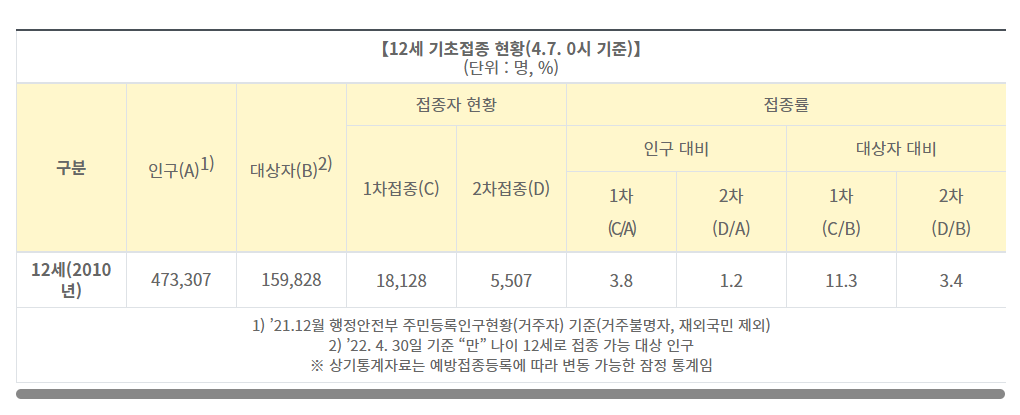 【12세 기초접종 현황(4.7. 0시 기준)】
(단위 : 명, %)
구분 인구(A)1) 대상자(B)2) 접종자 현황 접종률
1차접종(C) 2차접종(D) 인구 대비 대상자 대비
1차 2차 1차 2차
(C/A) (D/A) (C/B) (D/B)
12세(2010
년) 473,307 159,828 18,128 5,507 3.8 1.2 11.3 3.4
1) ’21.12월 행정안전부 주민등록인구현황(거주자) 기준(거주불명자, 재외국민 제외)
2) ’22. 4. 30일 기준 “만” 나이 12세로 접종 가능 대상 인구
※ 상기통계자료는 예방접종등록에 따라 변동 가능한 잠정 통계임